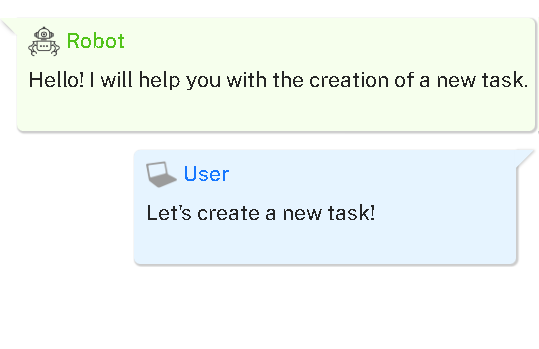 Robot
Hello! I will help you with the creation of a new task.
User
Let's create a new task!